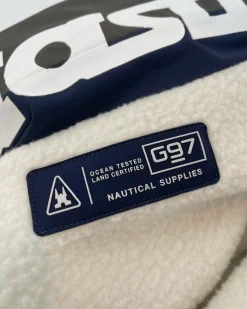 OCEAN TESTED
LAND CERTIFIED
G97
NAUTICAL SUPPLIES